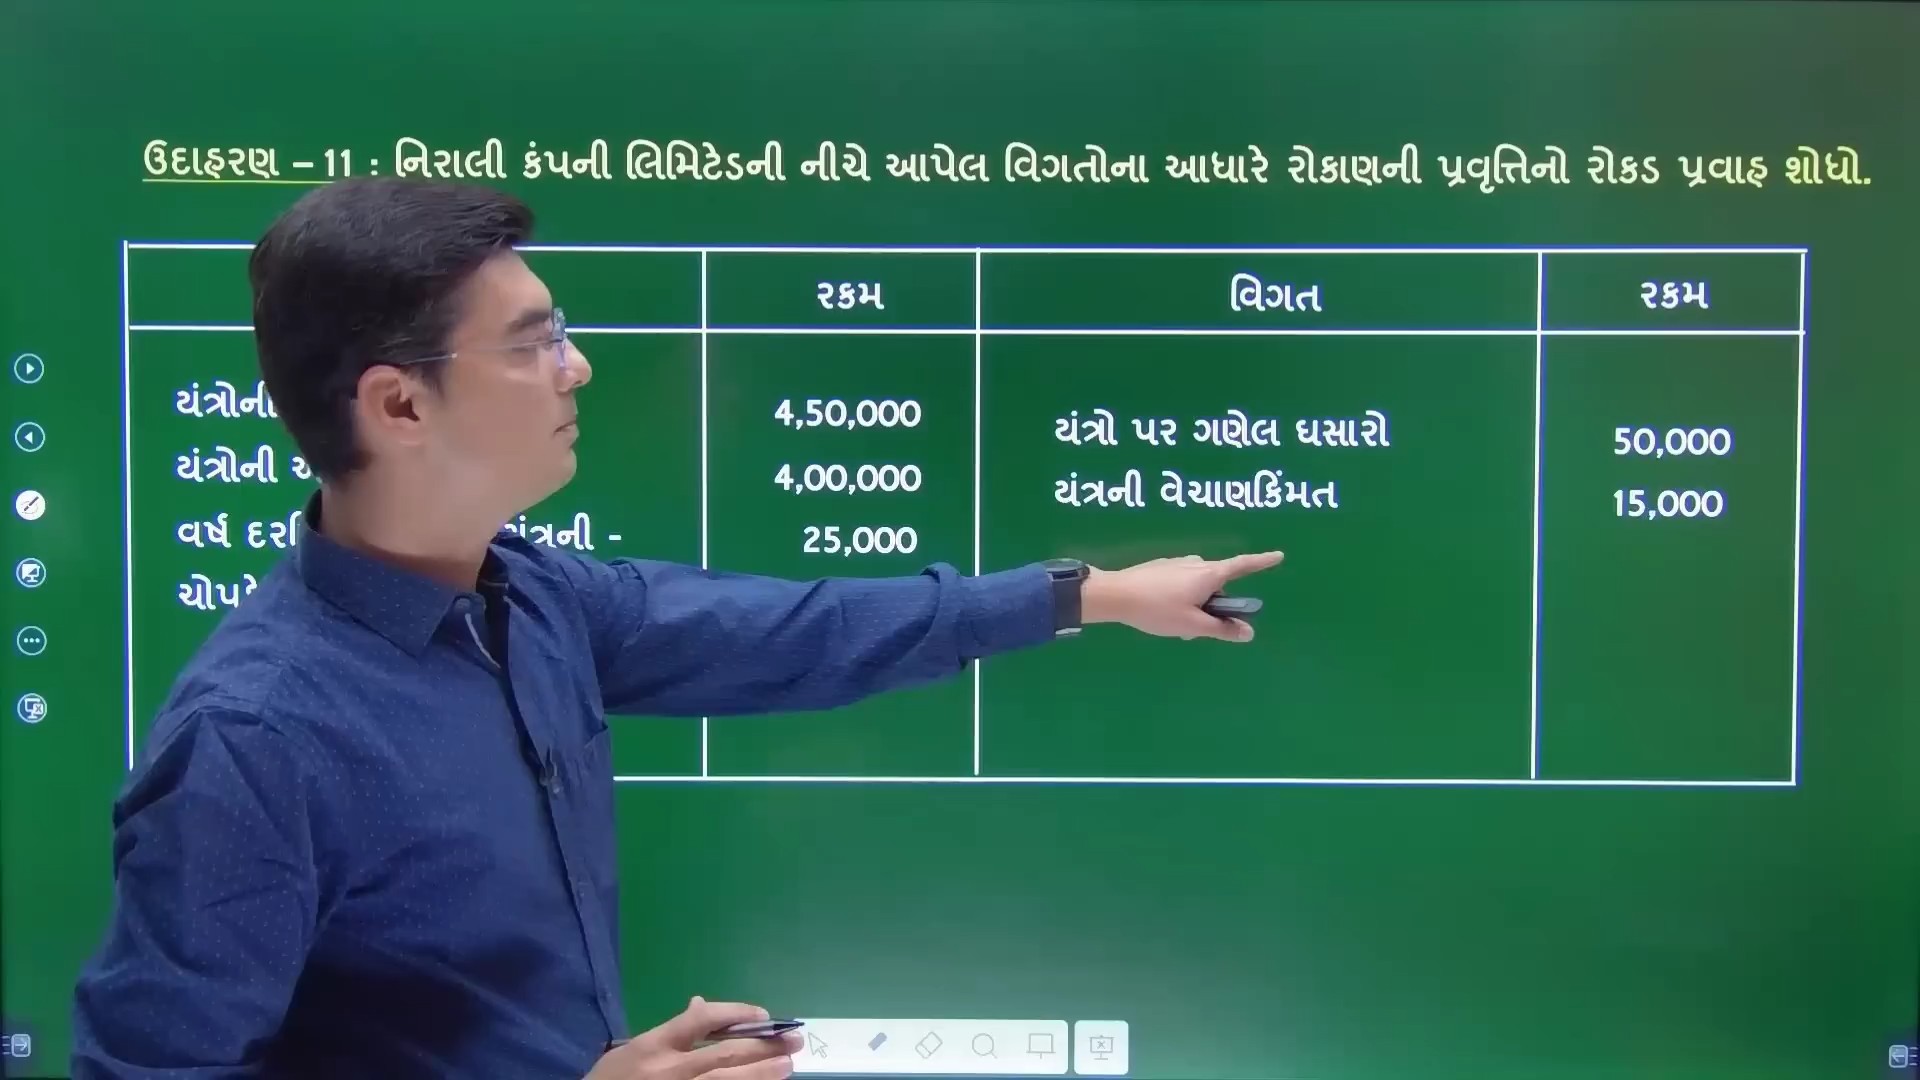 ઉદાહરણ – 11 : નિરાલી કંપની લિમિટેડની નીચે આપેલ વિગતોના આધારે રોકાણની પ્રવૃત્તિનો રોકડ પ્રવાહ શોધો.
રકમ વિગત રકમ
યંત્રોની 4,50,000 યંત્રો પર ગણેલ ઘસારો 50,000
યંત્રોની 4,00,000 યંત્રની વેચાણકિંમત 15,000
વર્ષ યંત્રની - 25,000